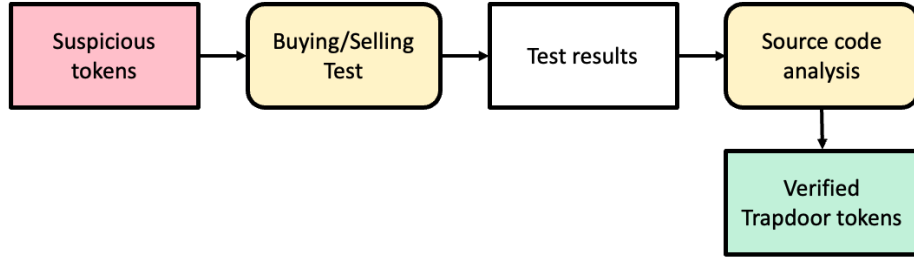 Suspicious
tokens
Buying/Selling
Test
Test results
Source code
analysis
Verified
Trapdoor tokens